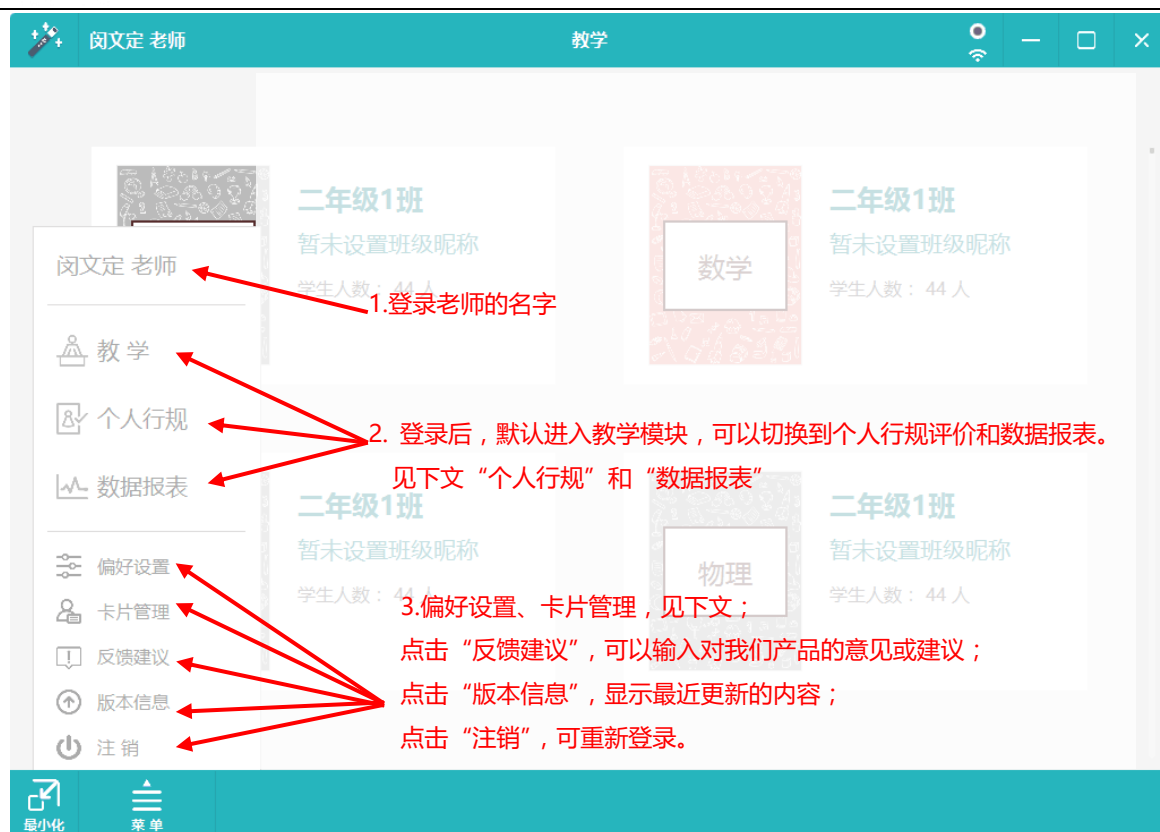 闵文定 老师
教学
二年级1班
暂未设置班级昵称
学生人数： 44 人
数学
二年级1班
暂未设置班级昵称
学生人数： 44 人
闵文定 老师
1.登录老师的名字
教 学
个人行规
数据报表
2. 登录后，默认进入教学模块，可以切换到个人行规评价和数据报表。
见下文“个人行规”和“数据报表”
二年级1班
暂未设置班级昵称
学生人数： 44 人
物理
二年级1班
暂未设置班级昵称
学生人数： 44 人
偏好设置
卡片管理
反馈建议
版本信息
注 销
3.偏好设置、卡片管理，见下文；
点击“反馈建议”，可以输入对我们产品的意见或建议；
点击“版本信息”，显示最近更新的内容；
点击“注销”，可重新登录。
最小化
菜 单